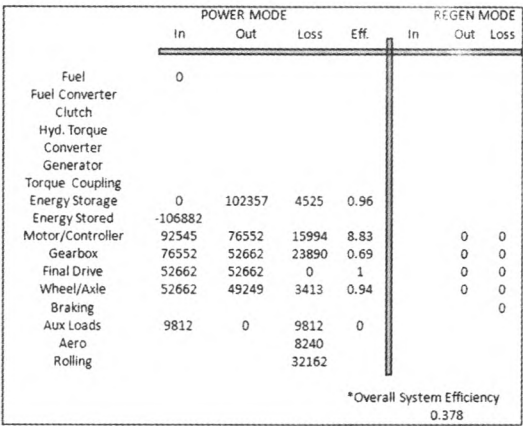 POWER MODE REGEN MODE
In Out Loss Eff. In Out Loss
Fuel 0
Fuel Converter
Clutch
Hyd. Torque
Converter
Generator
Torque Coupling
Energy Storage 0 102357 4525 0.96
Energy Stored -106882
Motor/Controller 92545 76552 15994 8.83 0 0
Gearbox 76552 52662 23890 0.69 0 0
Final Drive 52662 52662 0 1 0 0
Wheel/Axle 52662 49249 3413 0.94 0 0
Braking 0
Aux Loads 9812 0 9812 0
Aero 8240
Rolling 32162
*Overall System Efficiency
0.378